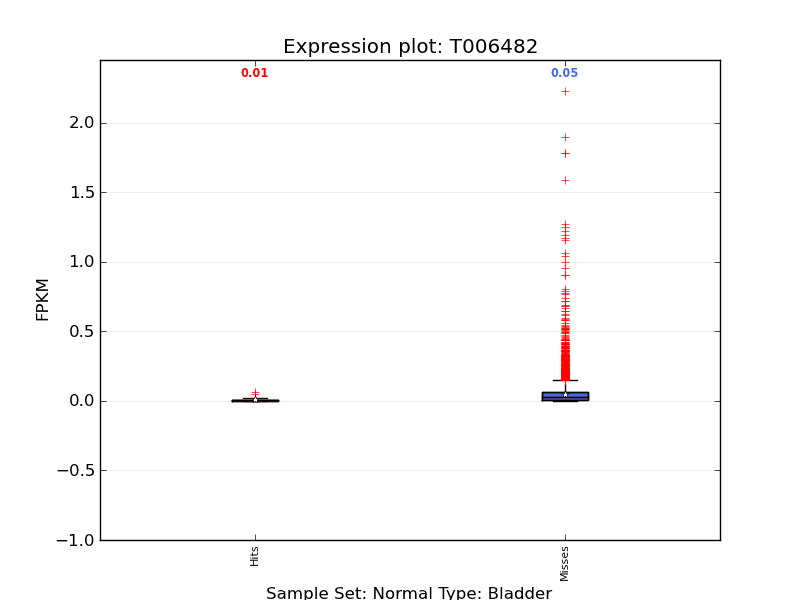 Expression plot: T006482
0.01
0.05
2.0
1.5
1.0
0.5
0.0
−0.5
−1.0
FPKM
Hits
Misses
Sample Set: Normal Type: Bladder